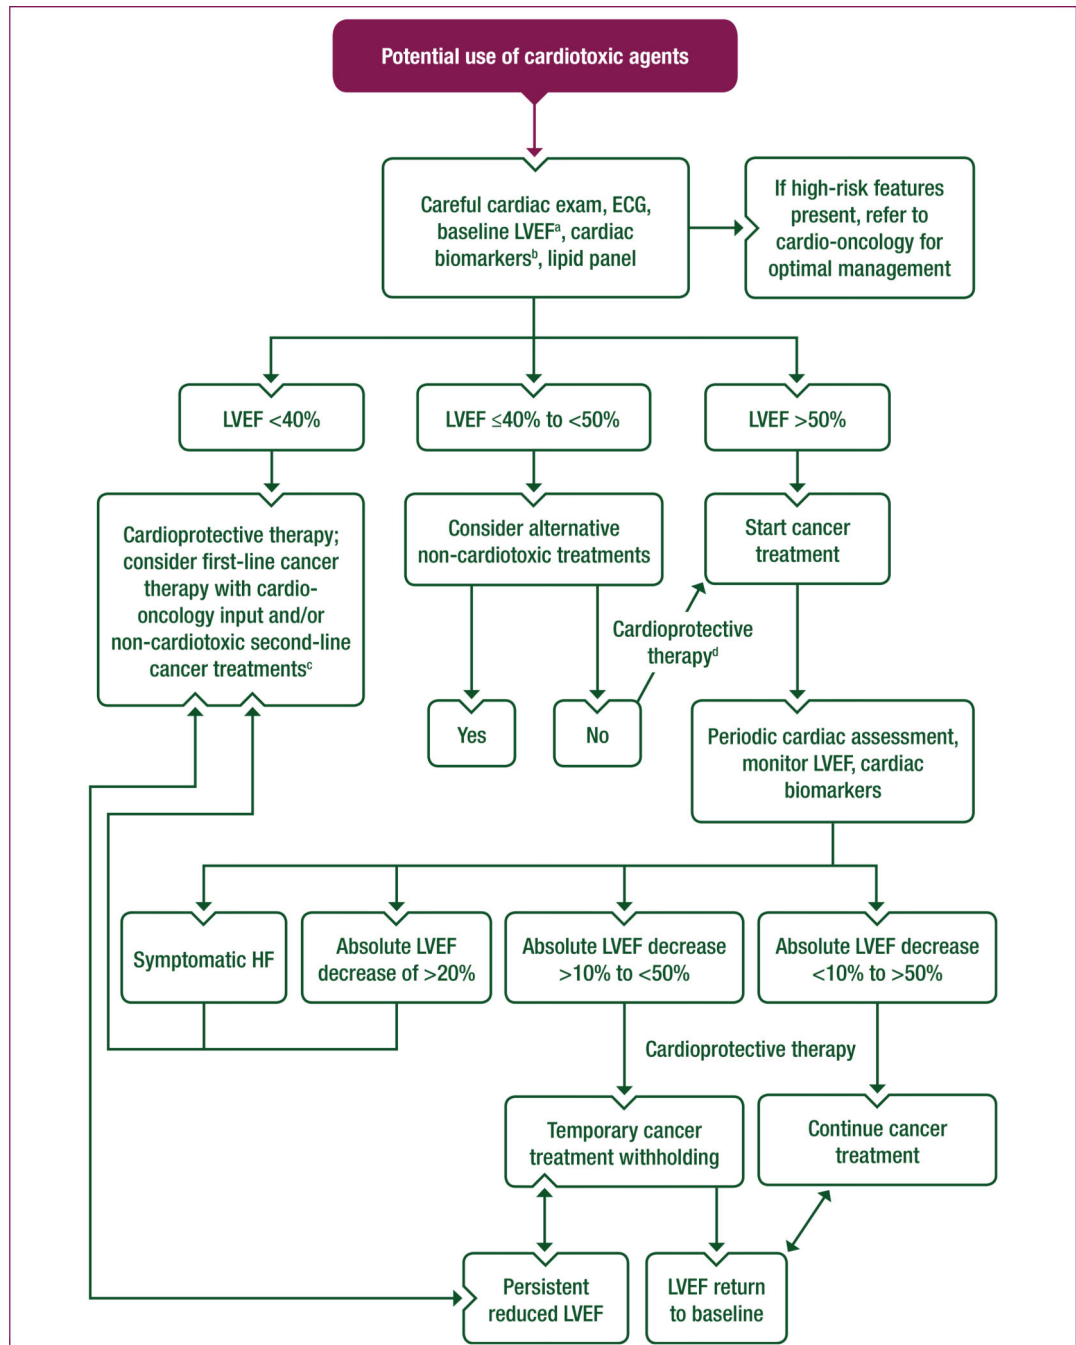 Potential use of cardiotoxic agents
Careful cardiac exam, ECG,
baseline LVEFᵃ, cardiac
biomarkersᵇ, lipid panel
If high-risk features
present, refer to
cardio-oncology for
optimal management
LVEF <40%
LVEF ≤40% to <50%
LVEF >50%
Cardioprotective therapy;
consider first-line cancer
therapy with cardio-
oncology input and/or
non-cardiotoxic second-line
cancer treatmentsᶜ
Consider alternative
non-cardiotoxic treatments
Start cancer
treatment
Cardioprotective
therapyᵈ
Yes
No
Periodic cardiac assessment,
monitor LVEF, cardiac
biomarkers
Symptomatic HF
Absolute LVEF
decrease of >20%
Absolute LVEF decrease
>10% to <50%
Absolute LVEF decrease
<10% to >50%
Cardioprotective therapy
Temporary cancer
treatment withholding
Continue cancer
treatment
Persistent
reduced LVEF
LVEF return
to baseline